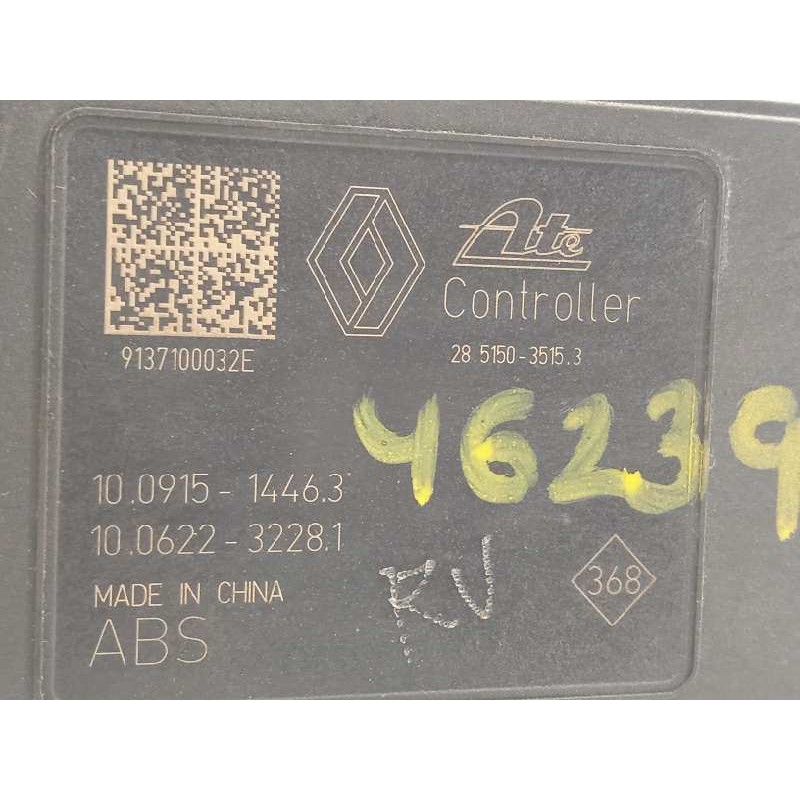 Ate
Controller
9137100032E
28 5150-3515.3
46239
10.0915-1446.3
10.0622-3228.1
MADE IN CHINA
368
RV
ABS